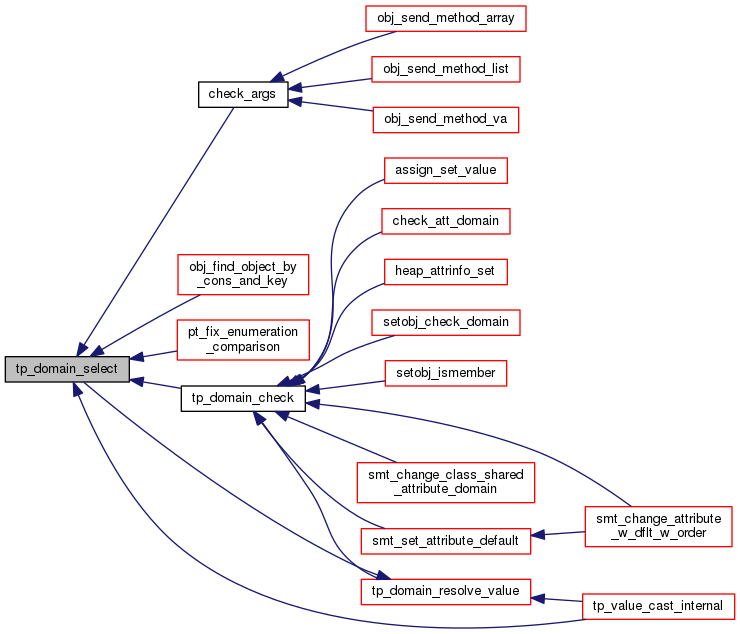 obj_send_method_array
obj_send_method_list
check_args
obj_send_method_va
assign_set_value
check_att_domain
obj_find_object_by
_cons_and_key
heap_attrinfo_set
setobj_check_domain
pt_fix_enumeration
_comparison
tp_domain_select
setobj_ismember
tp_domain_check
smt_change_class_shared
_attribute_domain
smt_change_attribute
_w_dflt_w_order
smt_set_attribute_default
tp_domain_resolve_value
tp_value_cast_internal